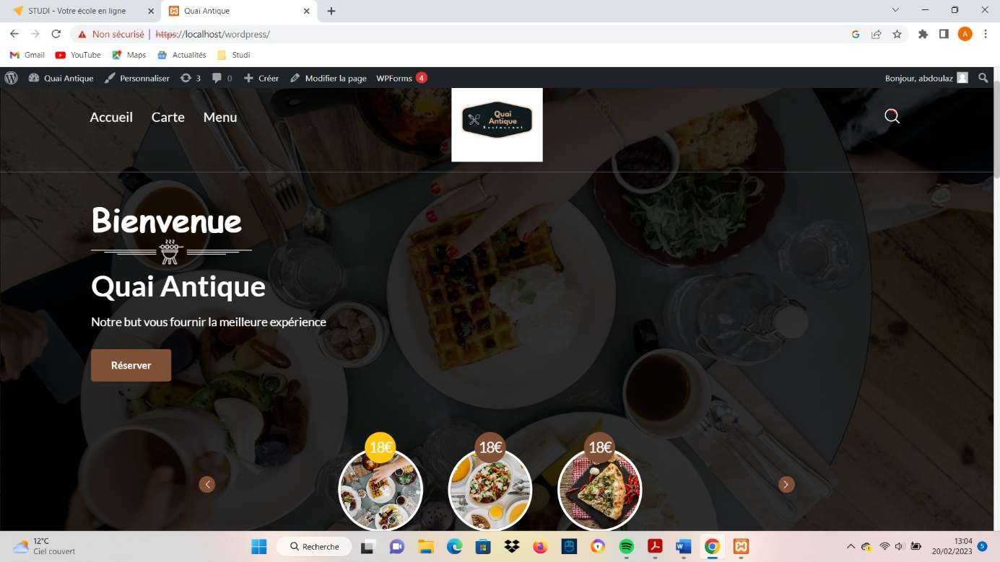 STUDI - Votre école en ligne
Quai Antique
Non sécurisé | https://localhost/wordpress/
Gmail YouTube Maps Actualités Studi
Quai Antique Personnaliser 3 0 Créer Modifier la page WPForms 4 Bonjour, abdoulaz
Accueil Carte Menu
Quai
Antique
Restaurant
Bienvenue
Quai Antique
Notre but vous fournir la meilleure expérience
Réserver
18€ 18€ 18€
12°C
Ciel couvert
Recherche
13:04
20/02/2023
5